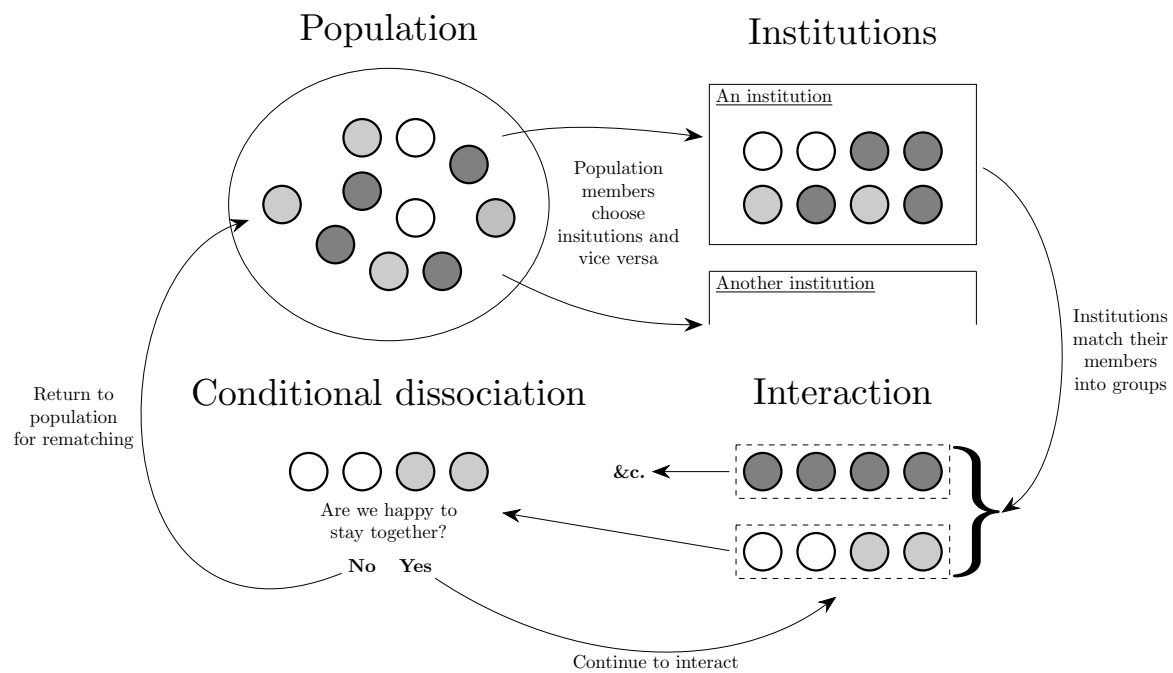 Population
Institutions
An institution
Population
members
choose
insitutions and
vice versa
Another institution
Institutions
match their
members
into groups
Return to
population
for rematching
Conditional dissociation
Interaction
&c.
Are we happy to
stay together?
No Yes
Continue to interact